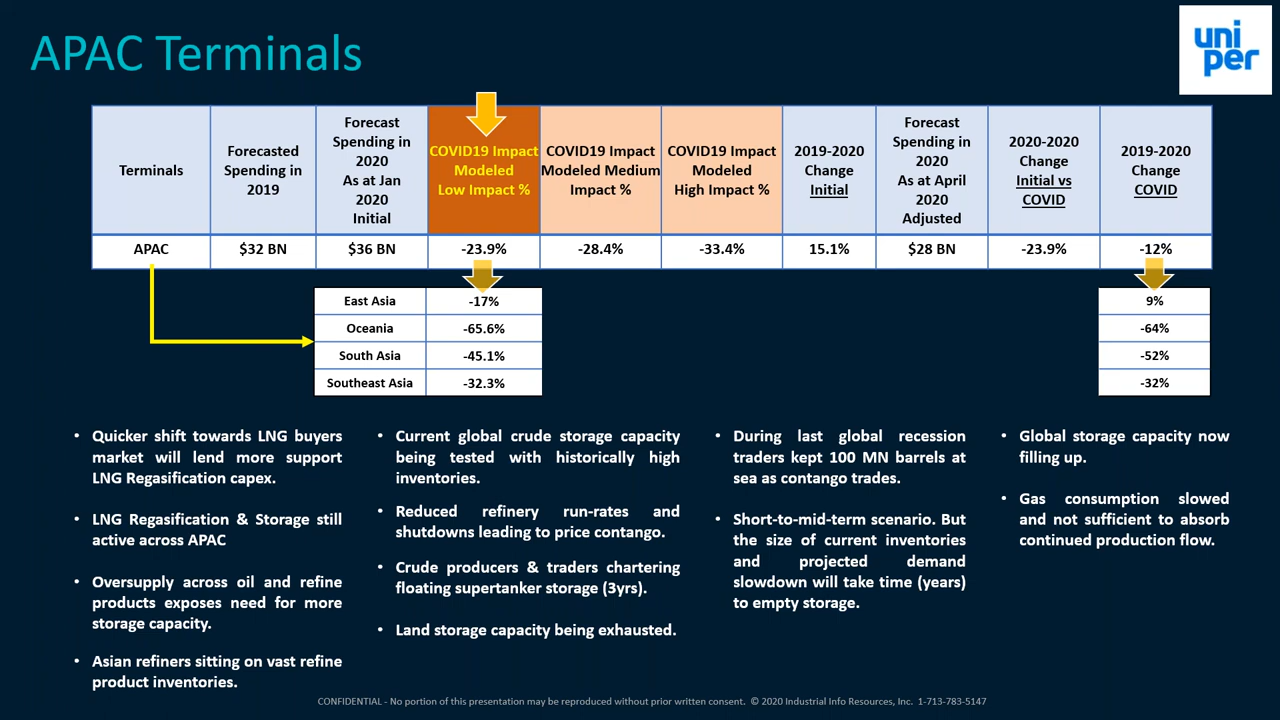 APAC Terminals
uni
per
Terminals
Forecasted
Spending in
2019
Forecast
Spending in
2020
As at Jan
2020
Initial
COVID19 Impact
Modeled
Low Impact %
COVID19 Impact
Modeled Medium
Impact %
COVID19 Impact
Modeled
High Impact %
2019-2020
Change
Initial
Forecast
Spending in
2020
As at April
2020
Adjusted
2020-2020
Change
Initial vs
COVID
2019-2020
Change
COVID
APAC $32 BN $36 BN -23.9% -28.4% -33.4% 15.1% $28 BN -23.9% -12%
East Asia -17% 9%
Oceania -65.6% -64%
South Asia -45.1% -52%
Southeast Asia -32.3% -32%
• Quicker shift towards LNG buyers
market will lend more support
LNG Regasification capex.
• LNG Regasification & Storage still
active across APAC
• Oversupply across oil and refine
products exposes need for more
storage capacity.
• Asian refiners sitting on vast refine
product inventories.
• Current global crude storage capacity
being tested with historically high
inventories.
• Reduced refinery run-rates and
shutdowns leading to price contango.
• Crude producers & traders chartering
floating supertanker storage (3yrs).
• Land storage capacity being exhausted.
• During last global recession
traders kept 100 MN barrels at
sea as contango trades.
• Short-to-mid-term scenario. But
the size of current inventories
and projected demand
slowdown will take time (years)
to empty storage.
• Global storage capacity now
filling up.
• Gas consumption slowed
and not sufficient to absorb
continued production flow.
CONFIDENTIAL - No portion of this presentation may be reproduced without prior written consent. © 2020 Industrial Info Resources, Inc. 1-713-783-5147